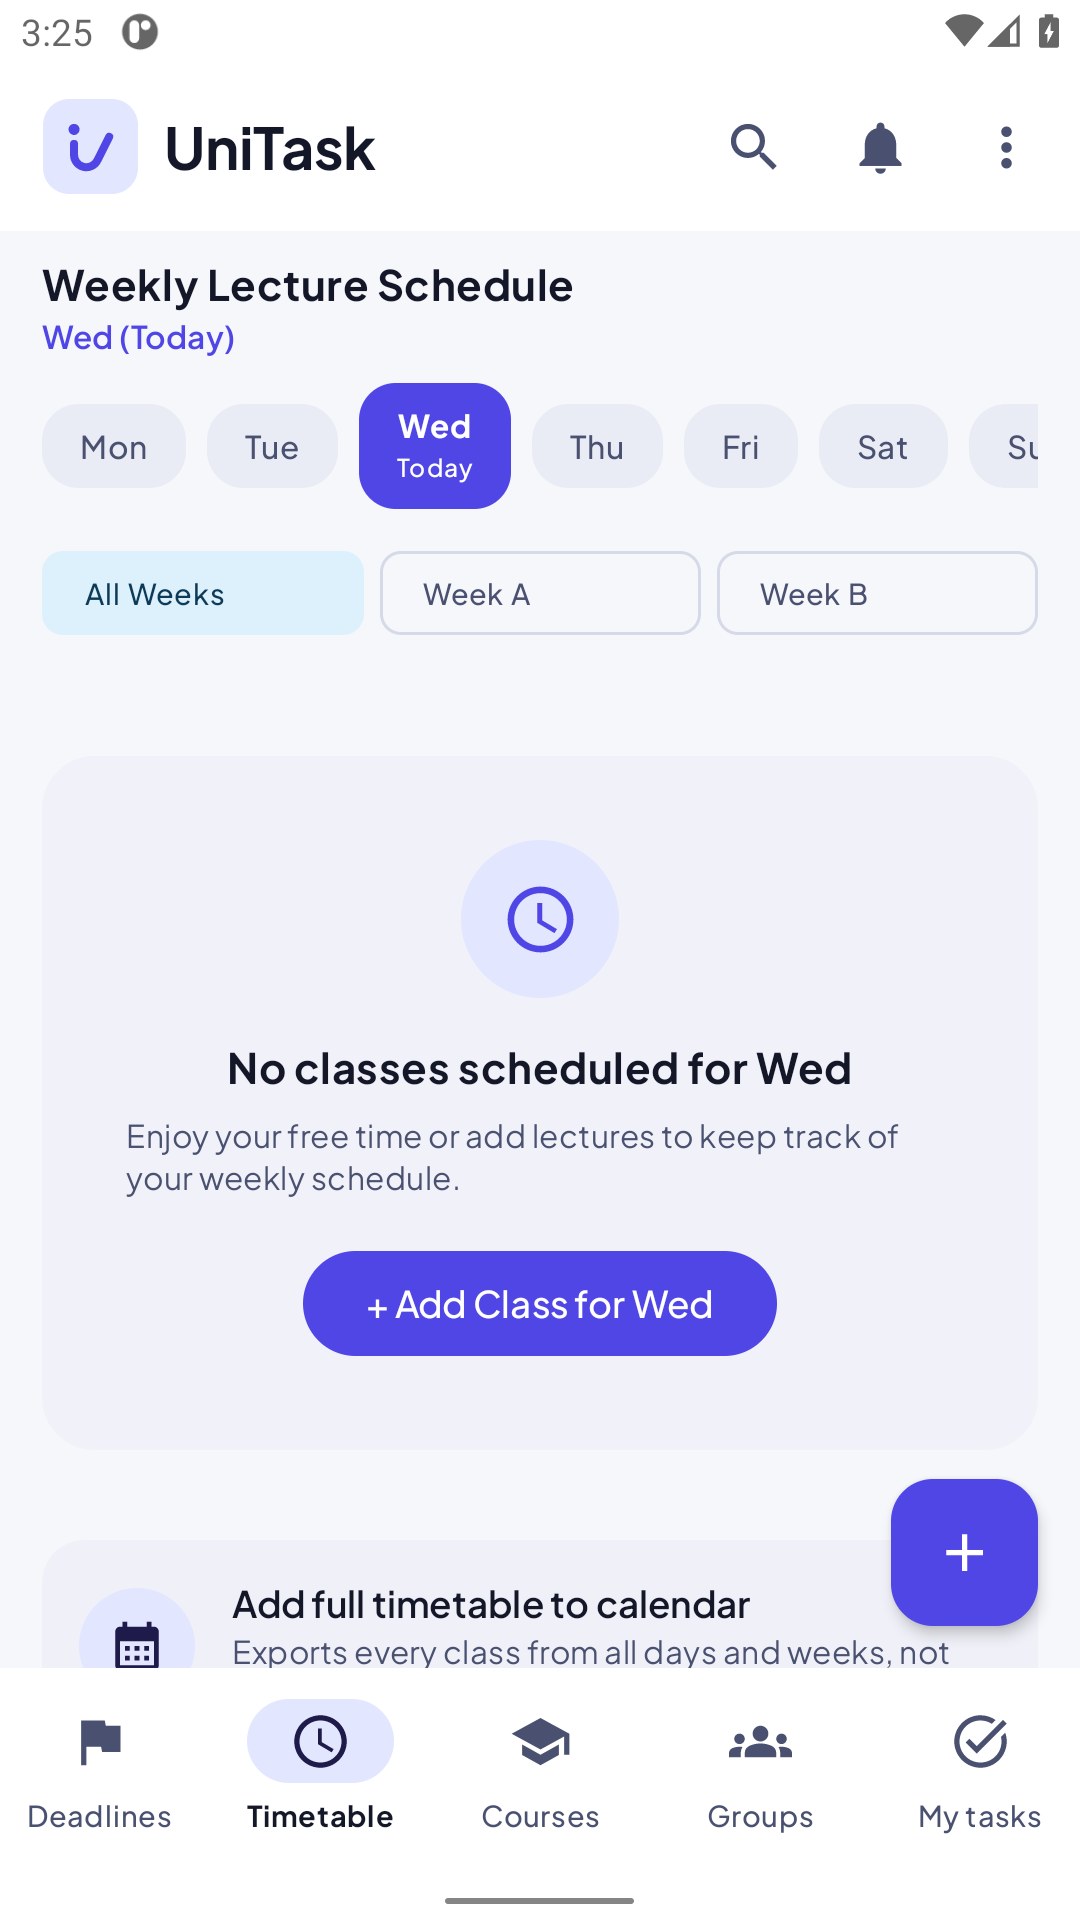 3:25
UniTask
Weekly Lecture Schedule
Wed (Today)
Mon
Tue
Wed
Today
Thu
Fri
Sat
Su
All Weeks
Week A
Week B
No classes scheduled for Wed
Enjoy your free time or add lectures to keep track of
your weekly schedule.
+ Add Class for Wed
+
Add full timetable to calendar
Exports every class from all days and weeks, not
Deadlines
Timetable
Courses
Groups
My tasks